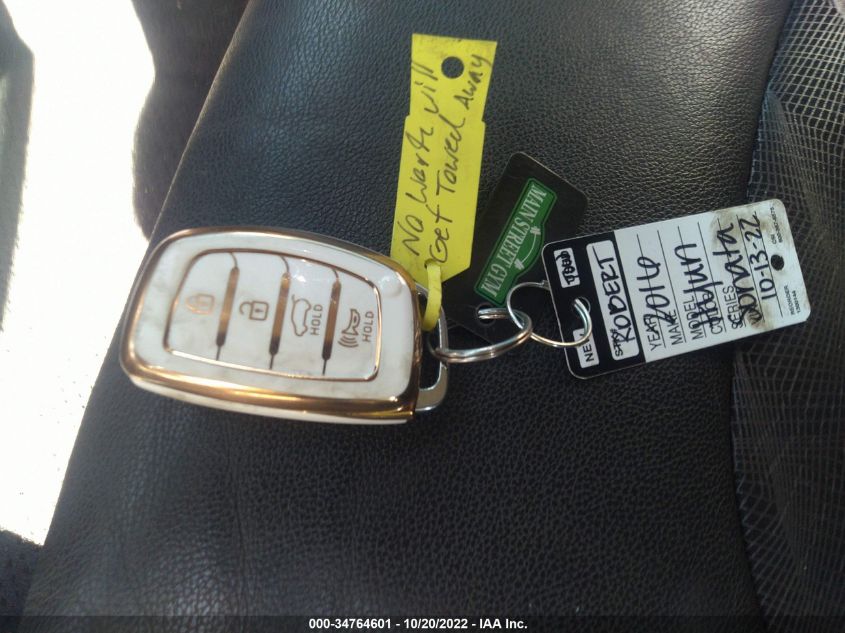 No Work Will
Get Towed Away
MAIN STREET GYM
HOLD
HOLD
ROBERT
YEAR 2016
MAKE
MODEL
SERIES Sonata
10-13-22
000-34764601 - 10/20/2022 - IAA Inc.